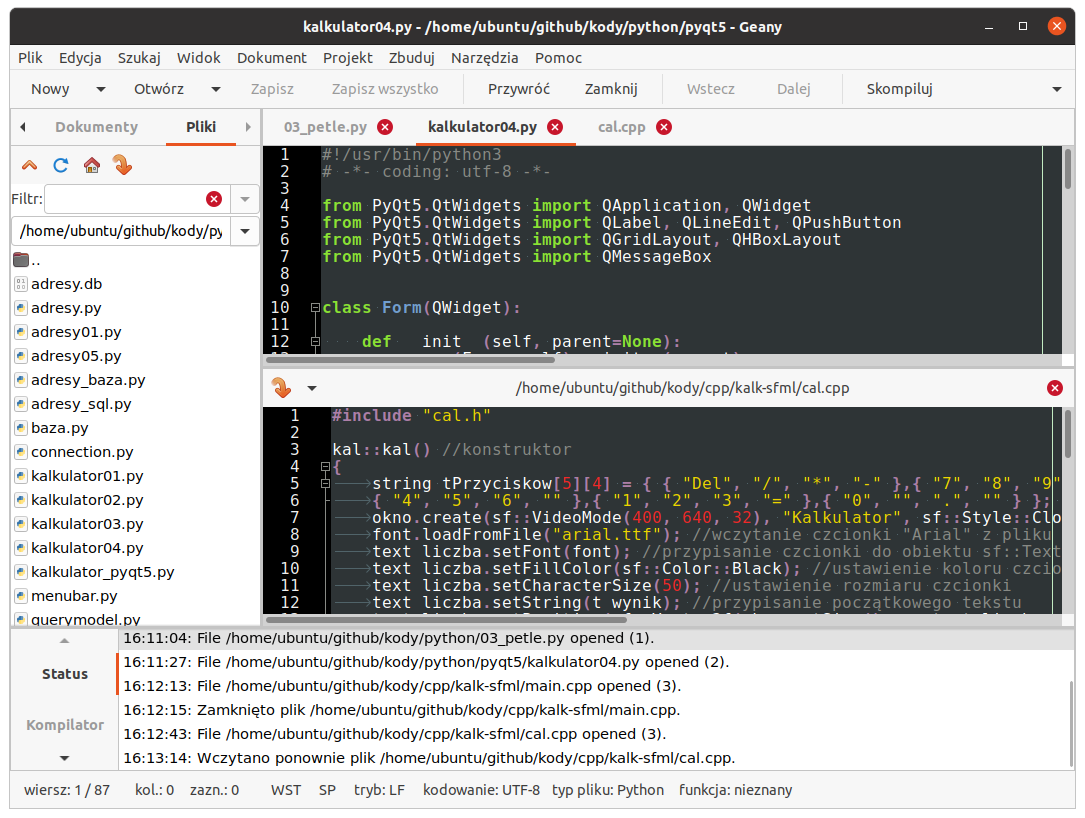 kalkulator04.py - /home/ubuntu/github/kody/python/pyqt5 - Geany
Plik Edycja Szukaj Widok Dokument Projekt Zbuduj Narzędzia Pomoc
Nowy Otwórz Zapisz Zapisz wszystko Przywróć Zamknij Wstecz Dalej Skompiluj
Dokumenty Pliki
03_petle.py kalkulator04.py cal.cpp
Filtr:
/home/ubuntu/github/kody/py
..
adresy.db
adresy.py
adresy01.py
adresy05.py
adresy_baza.py
adresy_sql.py
baza.py
connection.py
kalkulator01.py
kalkulator02.py
kalkulator03.py
kalkulator04.py
kalkulator_pyqt5.py
menubar.py
querymodel.py
1 #!/usr/bin/python3
2 # -*- coding: utf-8 -*-
3
4 from PyQt5.QtWidgets import QApplication, QWidget
5 from PyQt5.QtWidgets import QLabel, QLineEdit, QPushButton
6 from PyQt5.QtWidgets import QGridLayout, QHBoxLayout
7 from PyQt5.QtWidgets import QMessageBox
8
9
10 class Form(QWidget):
11
12 def init (self, parent=None):
/home/ubuntu/github/kody/cpp/kalk-sfml/cal.cpp
1 #include "cal.h"
2
3 kal::kal() //konstruktor
4 {
5 string tPrzyciskow[5][4] = { { "Del", "/", "*", "-" },{ "7", "8", "9"
6 { "4", "5", "6", "" },{ "1", "2", "3", "=" },{ "0", "", ".", "" } };
7 okno.create(sf::VideoMode(400, 640, 32), "Kalkulator", sf::Style::Clo
8 font.loadFromFile("arial.ttf"); //wczytanie czcionki "Arial" z pliku
9 text liczba.setFont(font); //przypisanie czcionki do obiektu sf::Text
10 text liczba.setFillColor(sf::Color::Black); //ustawienie koloru czcio
11 text liczba.setCharacterSize(50); //ustawienie rozmiaru czcionki
12 text liczba.setString(t wynik); //przypisanie początkowego tekstu
Status
Kompilator
16:11:04: File /home/ubuntu/github/kody/python/03_petle.py opened (1).
16:11:27: File /home/ubuntu/github/kody/python/pyqt5/kalkulator04.py opened (2).
16:12:13: File /home/ubuntu/github/kody/cpp/kalk-sfml/main.cpp opened (3).
16:12:15: Zamknięto plik /home/ubuntu/github/kody/cpp/kalk-sfml/main.cpp.
16:12:43: File /home/ubuntu/github/kody/cpp/kalk-sfml/cal.cpp opened (3).
16:13:14: Wczytano ponownie plik /home/ubuntu/github/kody/cpp/kalk-sfml/cal.cpp.
wiersz: 1 / 87 kol.: 0 zazn.: 0 WST SP tryb: LF kodowanie: UTF-8 typ pliku: Python funkcja: nieznany